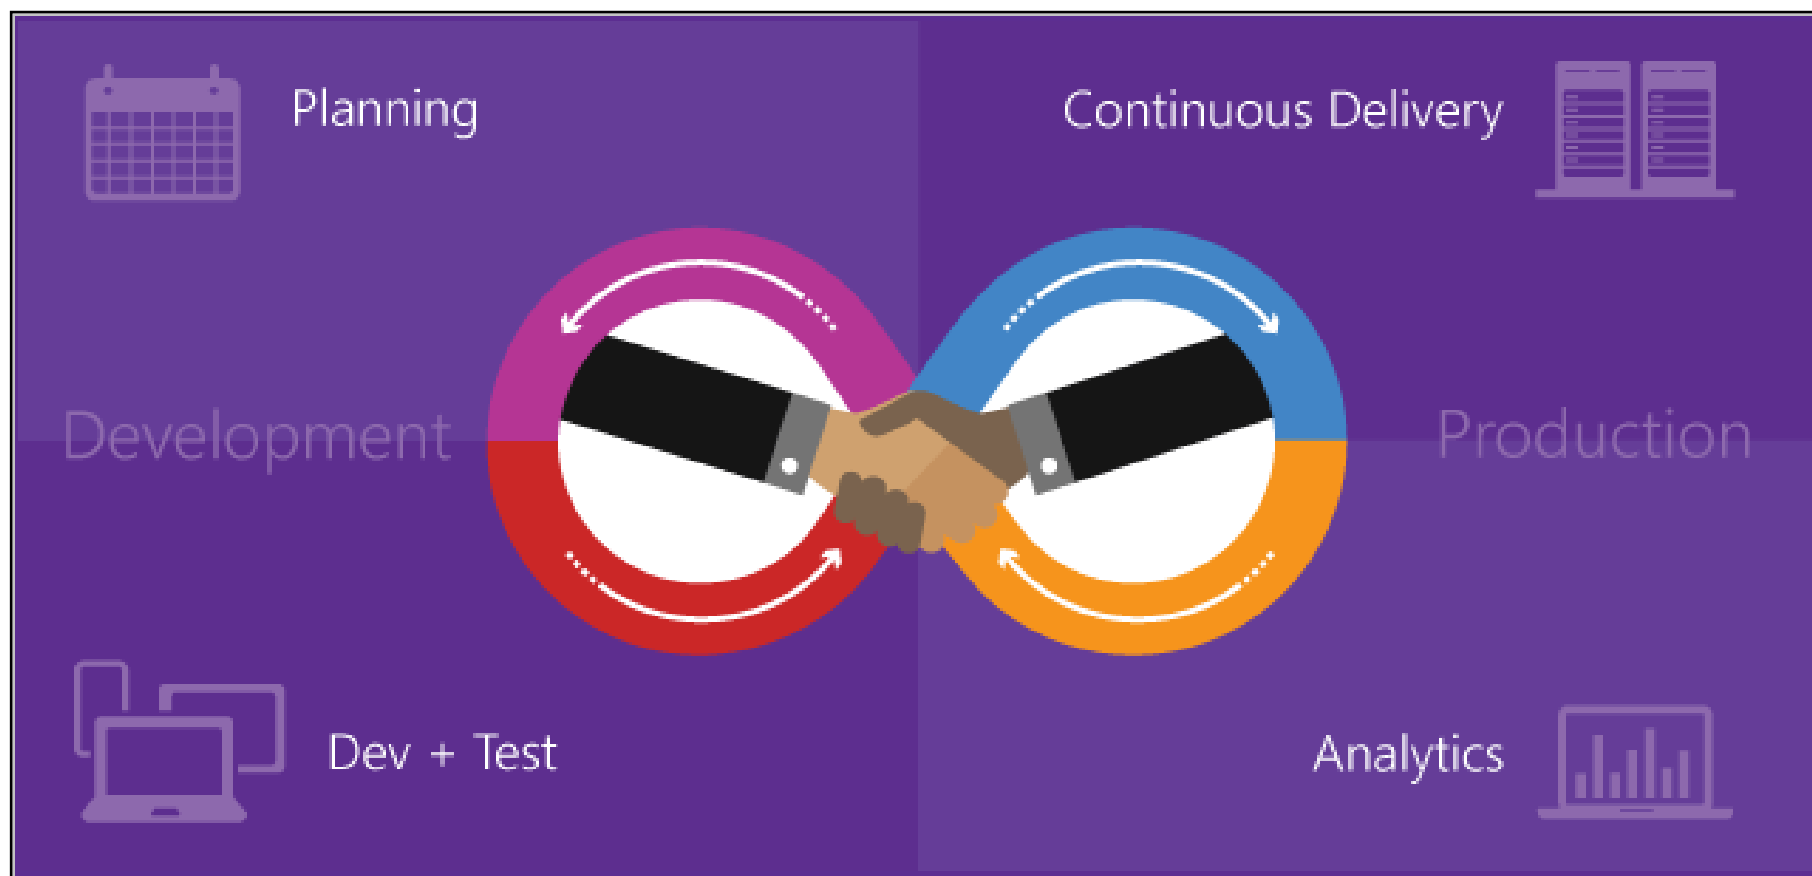 Planning
Continuous Delivery
Development
Production
Dev + Test
Analytics